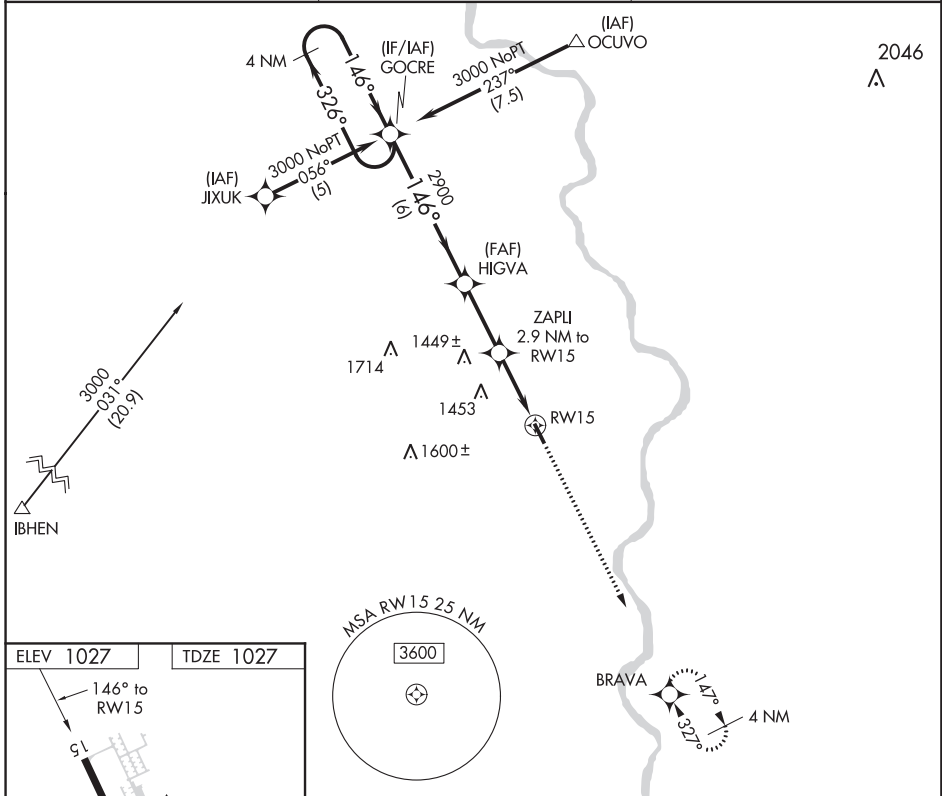 (IAF)
OCUVO
2046
4 NM
(IF/IAF)
GOCRE
3000 NoPT
237°
(7.5)
146°
326°
3000 NoPT
056°
(5)
(IAF)
JIXUK
2900
146°
(6)
(FAF)
HIGVA
ZAPLI
2.9 NM to
RW15
1449±
1714
1453
RW15
1600±
3000
031°
(20.9)
IBHEN
MSA RW15 25 NM
3600
BRAVA
147°
327°
4 NM
ELEV 1027
TDZE 1027
146° to
RW15
15